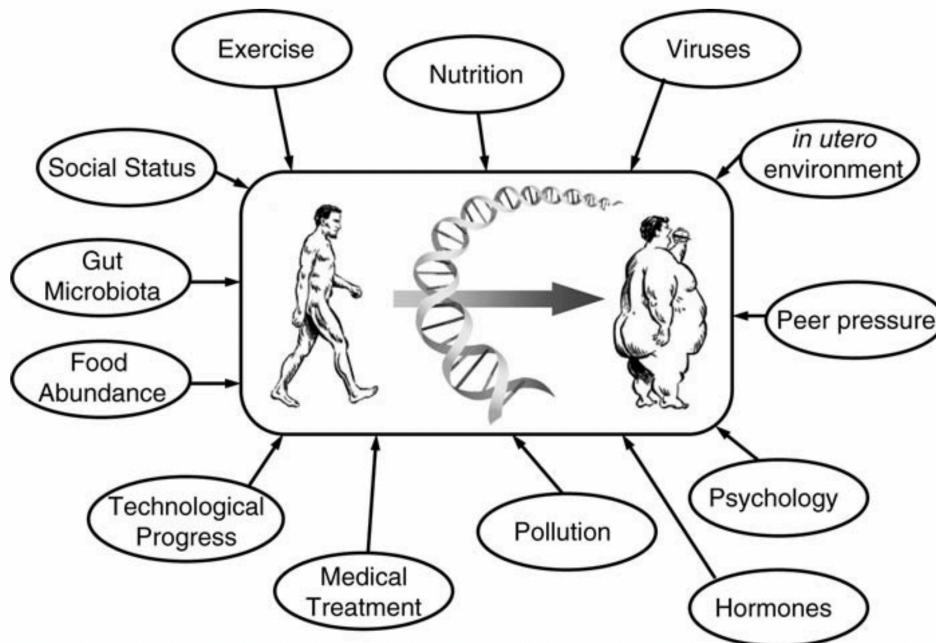 Exercise
Nutrition
Viruses
in utero
environment
Social Status
Gut
Microbiota
Peer pressure
Food
Abundance
Technological
Progress
Medical
Treatment
Pollution
Psychology
Hormones